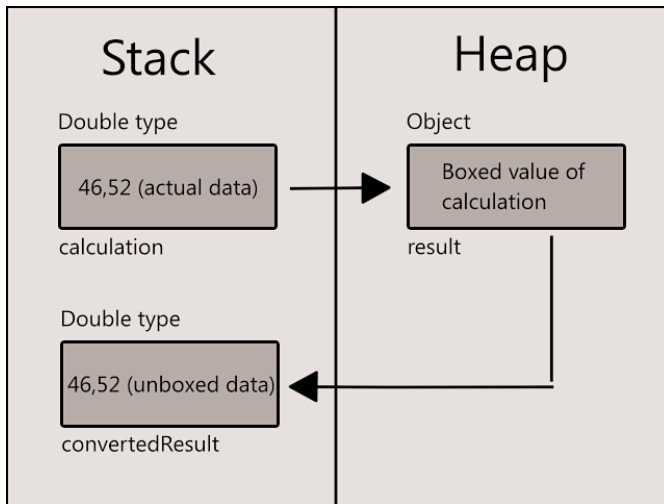 Stack
Heap
Double type
Object
46,52 (actual data)
Boxed value of
calculation
calculation
result
Double type
46,52 (unboxed data)
convertedResult